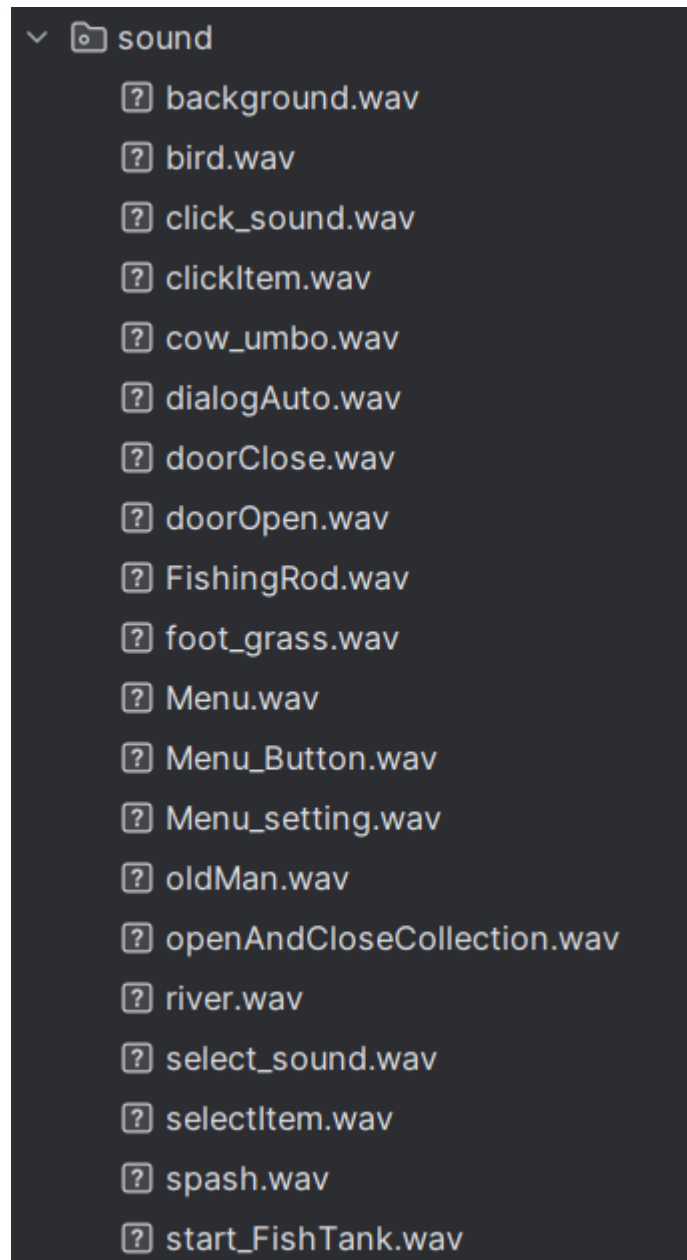 sound
background.wav
bird.wav
click_sound.wav
clickItem.wav
cow_umbo.wav
dialogAuto.wav
doorClose.wav
doorOpen.wav
FishingRod.wav
foot_grass.wav
Menu.wav
Menu_Button.wav
Menu_setting.wav
oldMan.wav
openAndCloseCollection.wav
river.wav
select_sound.wav
selectItem.wav
spash.wav
start_FishTank.wav